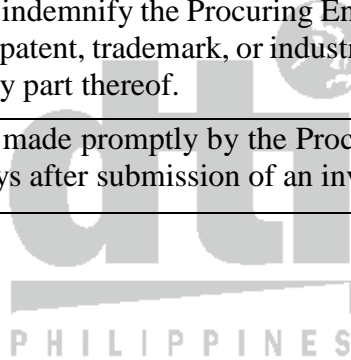 indemnify the Procuring En
patent, trademark, or industr
y part thereof.
made promptly by the Proc
ys after submission of an inv
dti
PHILIPPINES